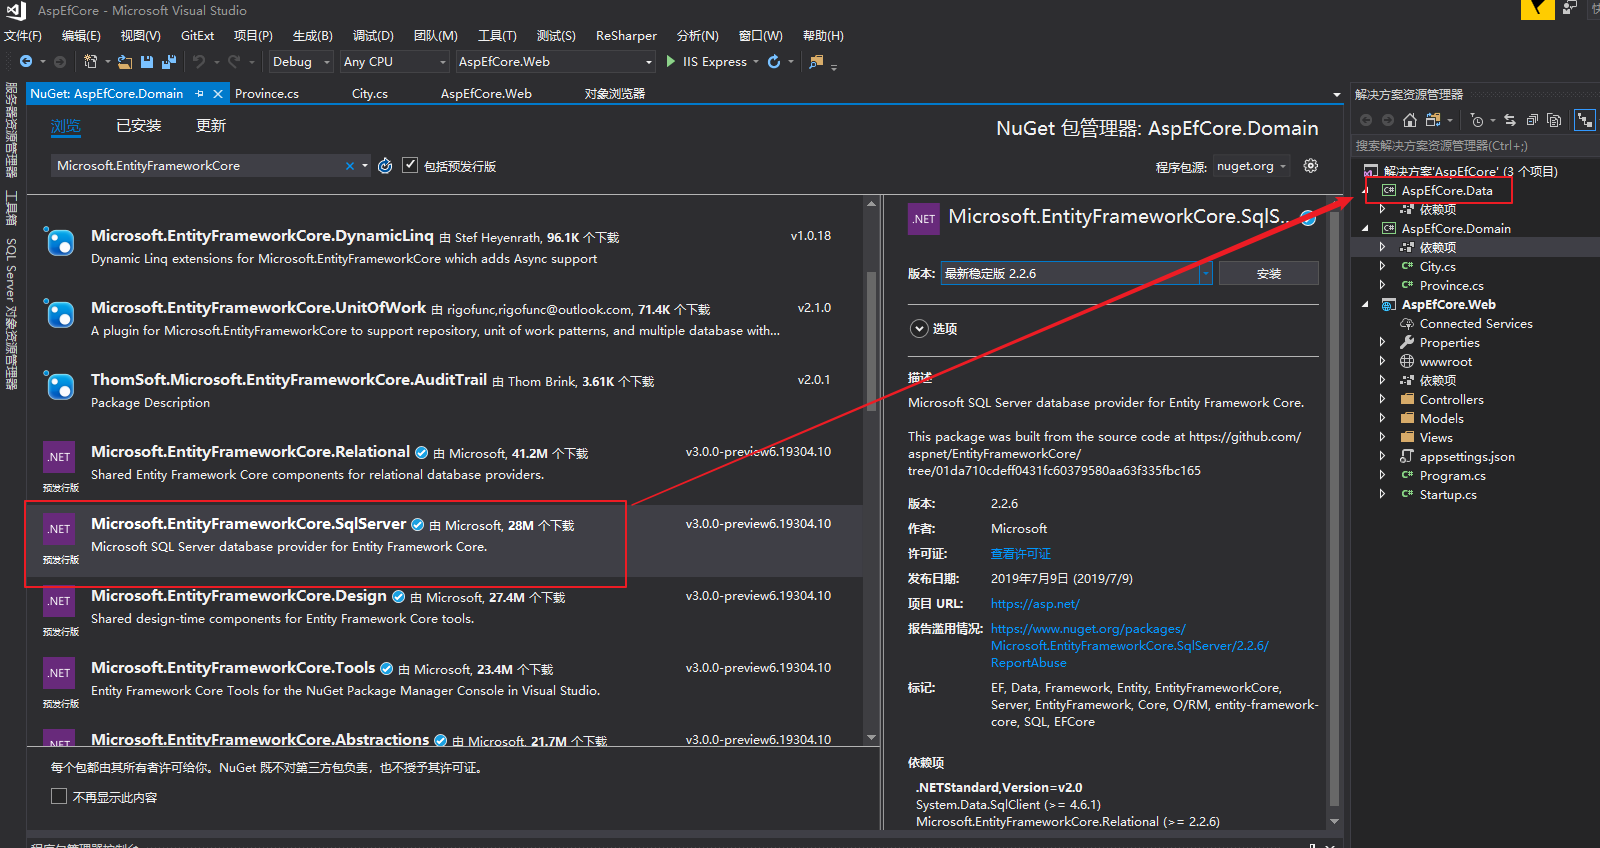 AspEfCore - Microsoft Visual Studio
文件(F) 编辑(E) 视图(V) GitExt 项目(P) 生成(B) 调试(D) 团队(M) 工具(T) 测试(S) ReSharper 分析(N) 窗口(W) 帮助(H)
Debug Any CPU AspEfCore.Web IIS Express
服务器资源管理器
工具箱
SQL Server 对象资源管理器
NuGet: AspEfCore.Domain Province.cs City.cs AspEfCore.Web 对象浏览器
浏览 已安装 更新
NuGet 包管理器: AspEfCore.Domain
Microsoft.EntityFrameworkCore 包括预发行版
程序包源: nuget.org
Microsoft.EntityFrameworkCore.DynamicLinq 由 Stef Heyenrath, 96.1K 个下载 v1.0.18
Dynamic Linq extensions for Microsoft.EntityFrameworkCore which adds Async support
Microsoft.EntityFrameworkCore.UnitOfWork 由 rigofunc,rigofunc@outlook.com, 71.4K 个下载 v2.1.0
A plugin for Microsoft.EntityFrameworkCore to support repository, unit of work patterns, and multiple database with...
ThomSoft.Microsoft.EntityFrameworkCore.AuditTrail 由 Thom Brink, 3.61K 个下载 v2.0.1
Package Description
.NET Microsoft.EntityFrameworkCore.Relational 由 Microsoft, 41.2M 个下载 v3.0.0-preview6.19304.10
Shared Entity Framework Core components for relational database providers.
预发行版
.NET Microsoft.EntityFrameworkCore.SqlServer 由 Microsoft, 28M 个下载 v3.0.0-preview6.19304.10
Microsoft SQL Server database provider for Entity Framework Core.
预发行版
.NET Microsoft.EntityFrameworkCore.Design 由 Microsoft, 27.4M 个下载 v3.0.0-preview6.19304.10
Shared design-time components for Entity Framework Core tools.
预发行版
.NET Microsoft.EntityFrameworkCore.Tools 由 Microsoft, 23.4M 个下载 v3.0.0-preview6.19304.10
Entity Framework Core Tools for the NuGet Package Manager Console in Visual Studio.
预发行版
.NET Microsoft.EntityFrameworkCore.Abstractions 由 Microsoft, 21.7M 个下载 v3.0.0-preview6.19304.10
每个包都由其所有者许可给你。NuGet 既不对第三方包负责，也不授予其许可证。
不再显示此内容
.NET Microsoft.EntityFrameworkCore.SqlS...
版本: 最新稳定版 2.2.6 安装
选项
描述
Microsoft SQL Server database provider for Entity Framework Core.
This package was built from the source code at https://github.com/
aspnet/EntityFrameworkCore/
tree/01da710cdeff0431fc60379580aa63f335fbc165
版本: 2.2.6
作者: Microsoft
许可证: 查看许可证
发布日期: 2019年7月9日 (2019/7/9)
项目 URL: https://asp.net/
报告滥用情况: https://www.nuget.org/packages/
Microsoft.EntityFrameworkCore.SqlServer/2.2.6/
ReportAbuse
标记: EF, Data, Framework, Entity, EntityFrameworkCore,
Server, EntityFramework, Core, O/RM, entity-framework-
core, SQL, EFCore
依赖项
.NETStandard,Version=v2.0
System.Data.SqlClient (>= 4.6.1)
Microsoft.EntityFrameworkCore.Relational (>= 2.2.6)
解决方案资源管理器
搜索解决方案资源管理器(Ctrl+;)
解决方案'AspEfCore' (3 个项目)
C# AspEfCore.Data
依赖项
C# AspEfCore.Domain
依赖项
C# City.cs
C# Province.cs
AspEfCore.Web
Connected Services
Properties
wwwroot
依赖项
Controllers
Models
Views
appsettings.json
C# Program.cs
C# Startup.cs